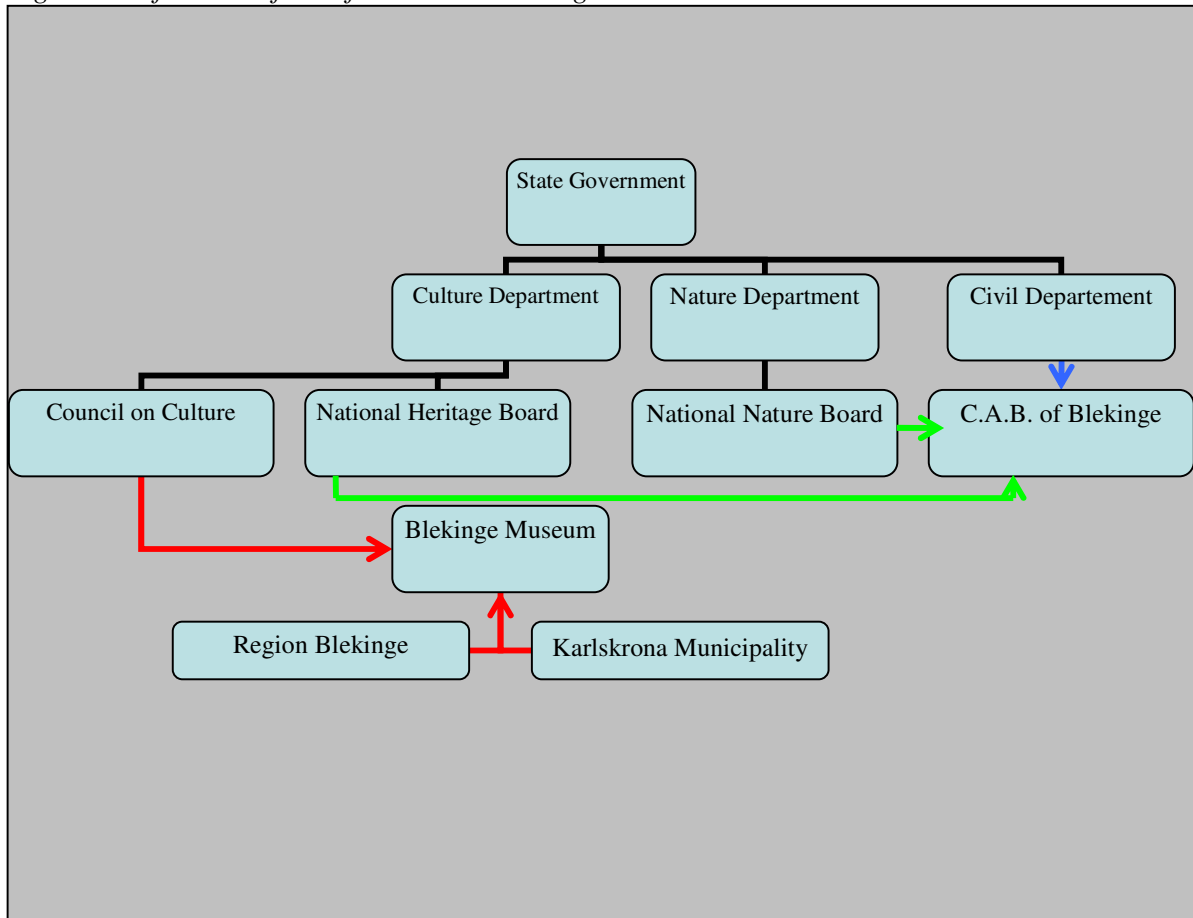 State Government
Culture Department
Nature Department
Civil Departement
Council on Culture
National Heritage Board
National Nature Board
C.A.B. of Blekinge
Blekinge Museum
Region Blekinge
Karlskrona Municipality